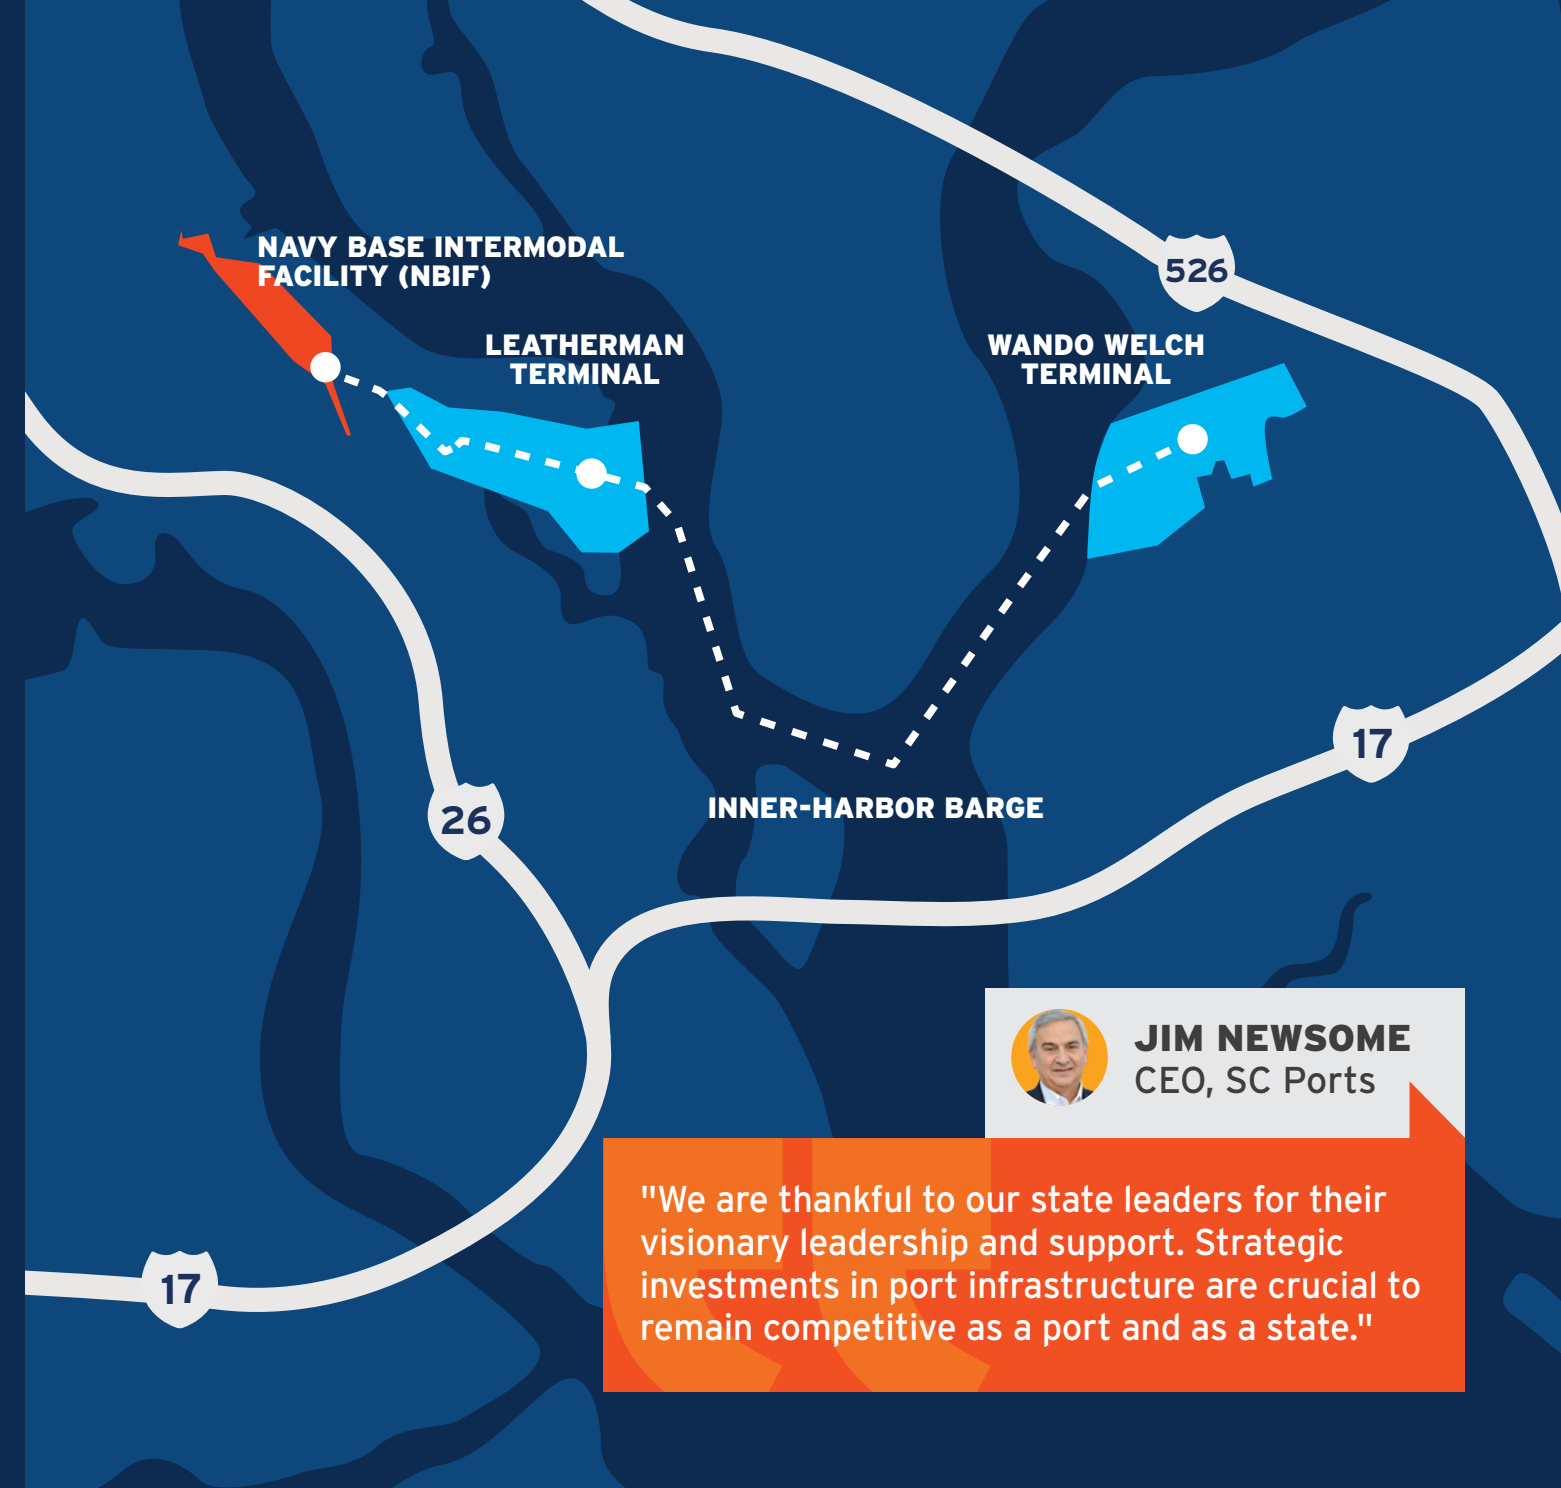 NAVY BASE INTERMODAL
FACILITY (NBIF)
526
LEATHERMAN
TERMINAL
WANDO WELCH
TERMINAL
17
INNER-HARBOR BARGE
26
JIM NEWSOME
CEO, SC Ports
"We are thankful to our state leaders for their
visionary leadership and support. Strategic
investments in port infrastructure are crucial to
remain competitive as a port and as a state."
17